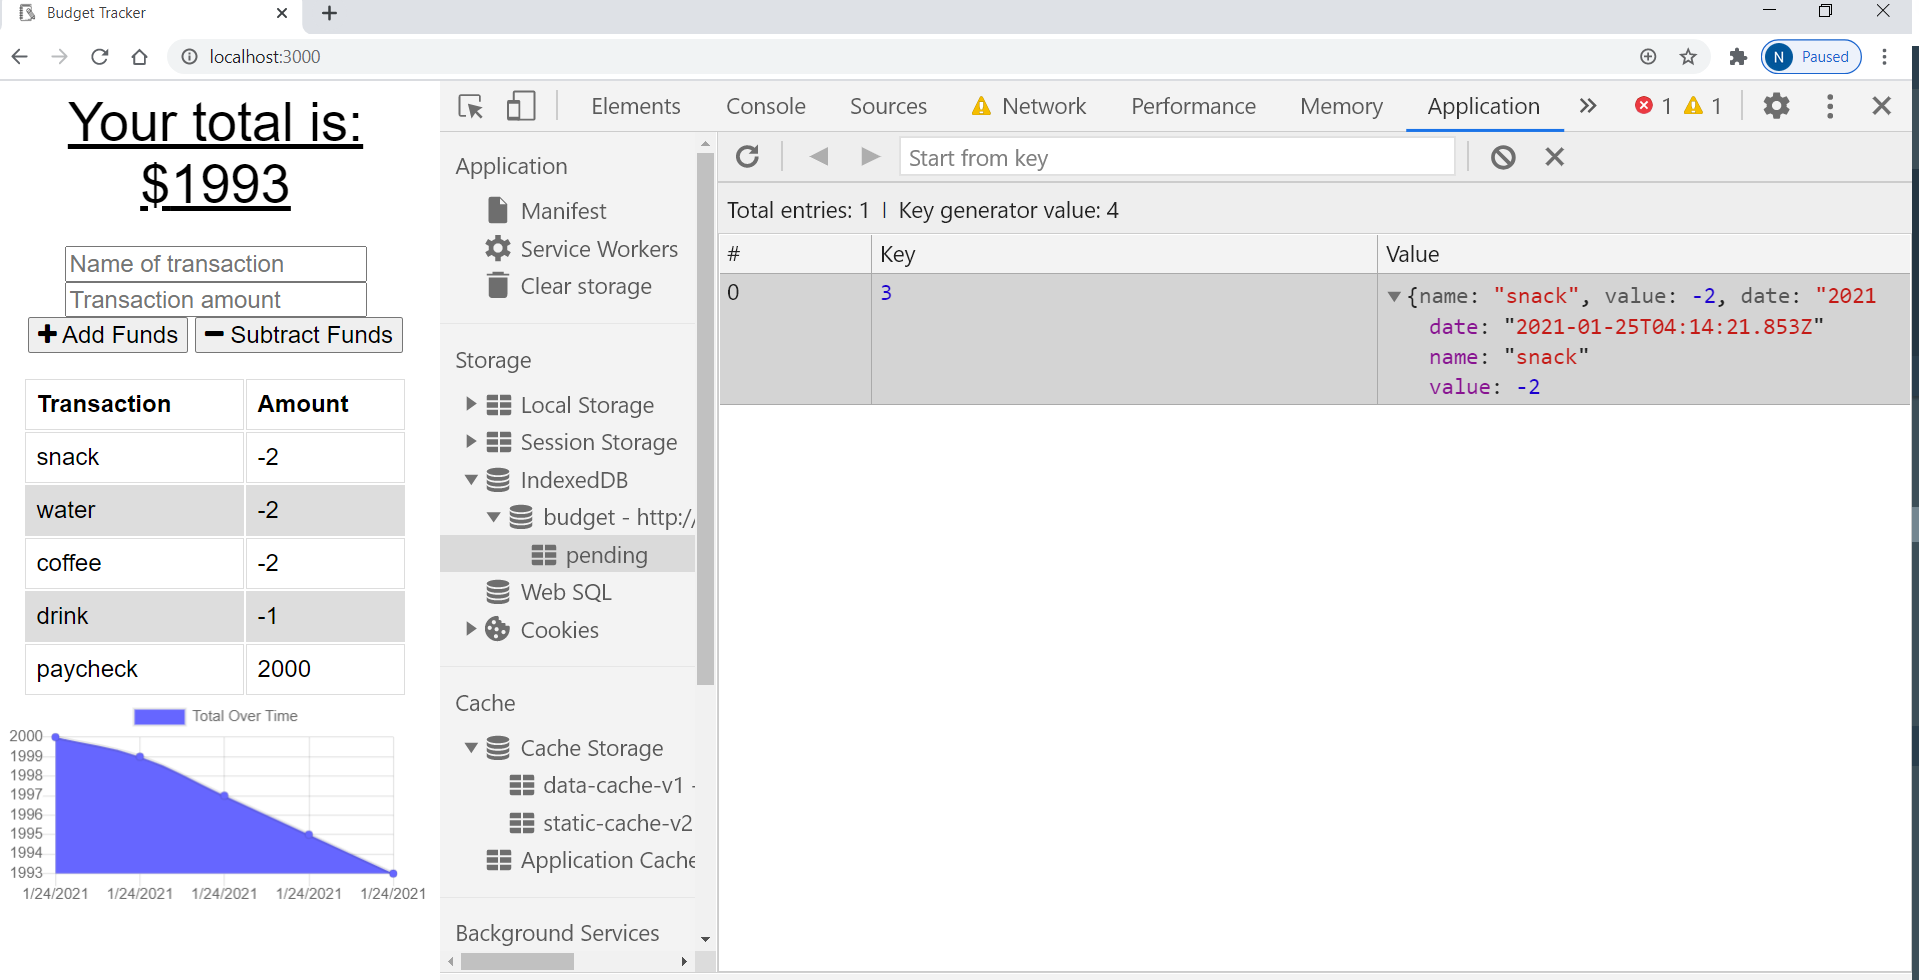 Budget Tracker
localhost:3000
N Paused
Your total is:
$1993
Name of transaction
Transaction amount
Add Funds
Subtract Funds
Transaction Amount
snack -2
water -2
coffee -2
drink -1
paycheck 2000
Total Over Time
2000
1999
1998
1997
1996
1995
1994
1993
1/24/2021 1/24/2021 1/24/2021 1/24/2021 1/24/2021
Elements Console Sources Network Performance Memory Application » 1 1
Application
Manifest
Service Workers
Clear storage
Storage
Local Storage
Session Storage
IndexedDB
budget - http:/
pending
Web SQL
Cookies
Cache
Cache Storage
data-cache-v1 -
static-cache-v2
Application Cache
Background Services
Start from key
Total entries: 1 | Key generator value: 4
# Key Value
0 3 {name: "snack", value: -2, date: "2021
date: "2021-01-25T04:14:21.853Z"
name: "snack"
value: -2